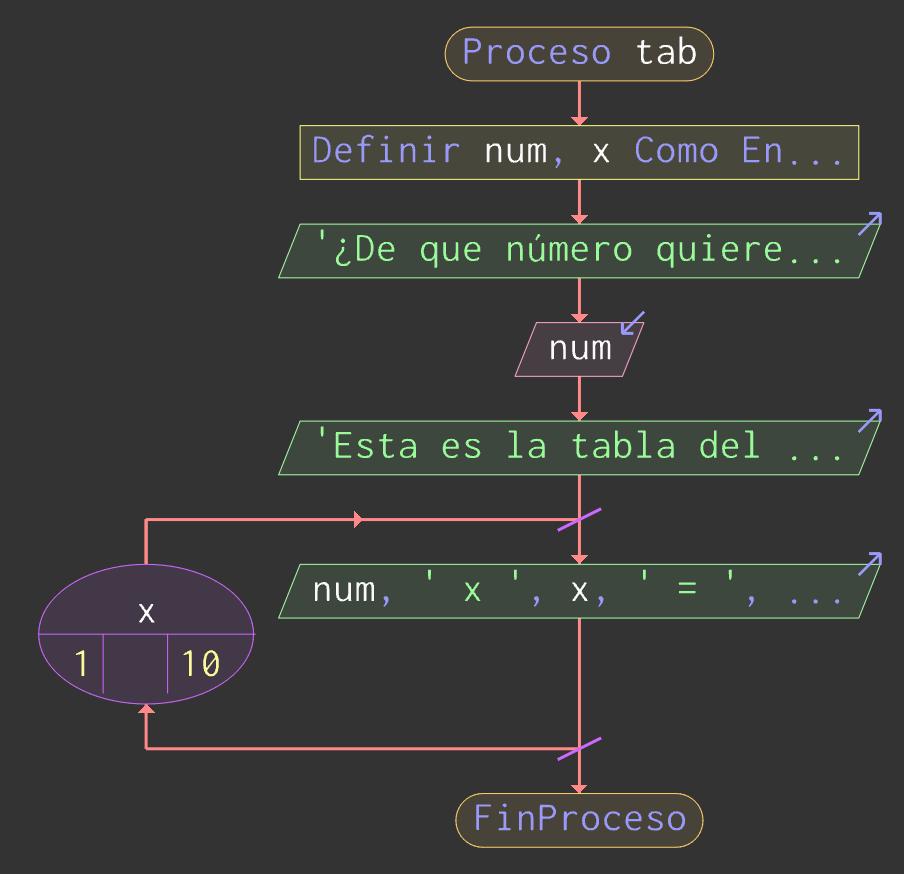 Proceso tab
Definir num, x Como En...
'¿De que número quiere...
num
'Esta es la tabla del ...
num, ' x ', x, ' = ', ...
x
1 10
FinProceso